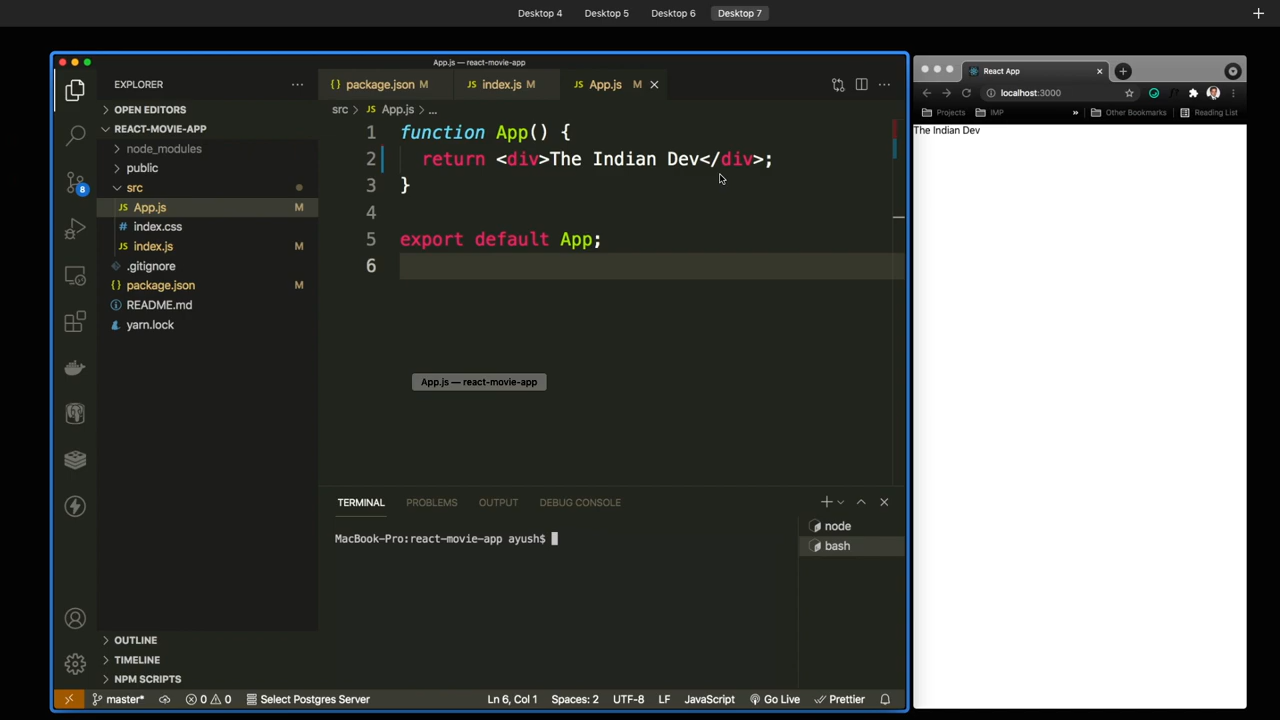 Desktop 4 Desktop 5 Desktop 6 Desktop 7
App.js — react-movie-app
EXPLORER
OPEN EDITORS
REACT-MOVIE-APP
node_modules
public
src
JS App.js M
# index.css
JS index.js M
.gitignore
package.json M
README.md
yarn.lock
OUTLINE
TIMELINE
NPM SCRIPTS
8
package.json M JS index.js M JS App.js M
src > JS App.js > ...
1 function App() {
2 return <div>The Indian Dev</div>;
3 }
4
5 export default App;
6
App.js — react-movie-app
TERMINAL PROBLEMS OUTPUT DEBUG CONSOLE
MacBook-Pro:react-movie-app ayush$
node
bash
master* 0 0 Select Postgres Server Ln 6, Col 1 Spaces: 2 UTF-8 LF JavaScript Go Live Prettier
React App
localhost:3000
Projects IMP » Other Bookmarks Reading List
The Indian Dev